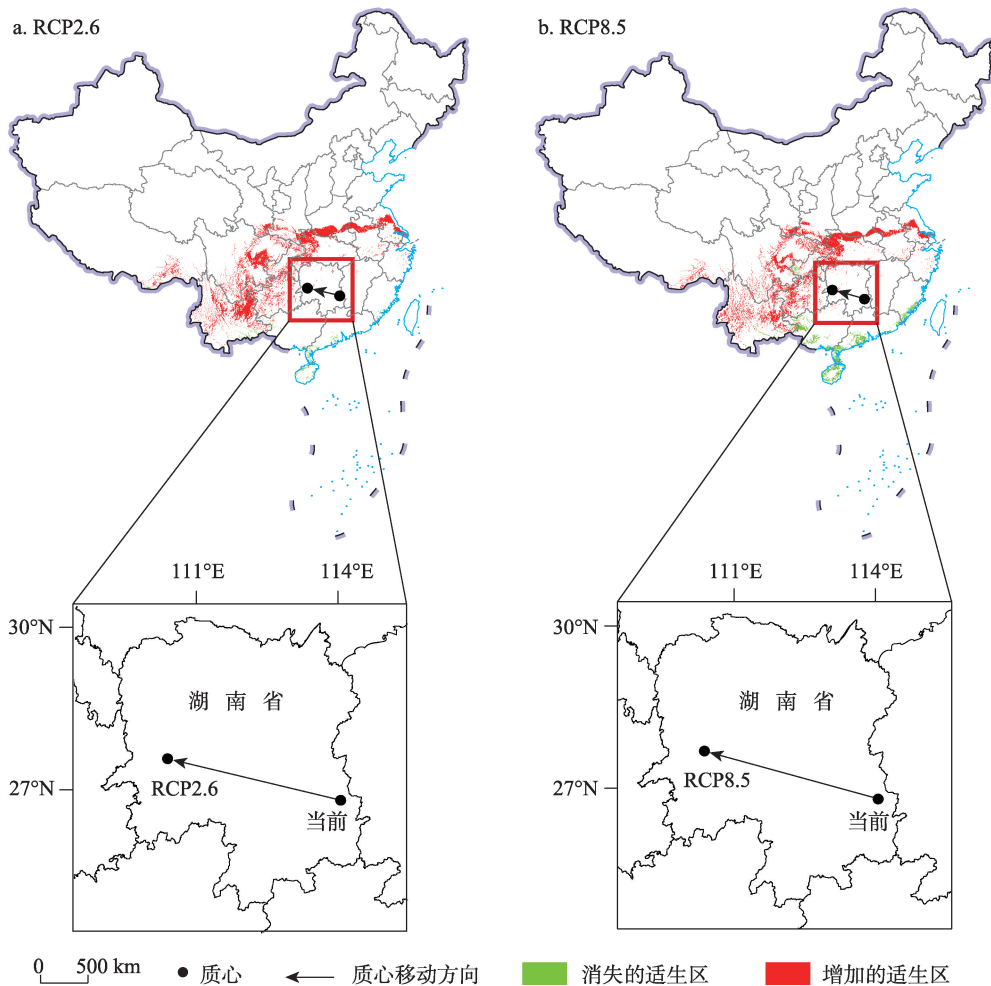 a. RCP2.6
b. RCP8.5
111°E 114°E
30°N
27°N
湖南省
RCP2.6
当前
111°E 114°E
30°N
27°N
湖南省
RCP8.5
当前
0 500 km
质心
质心移动方向
消失的适生区
增加的适生区